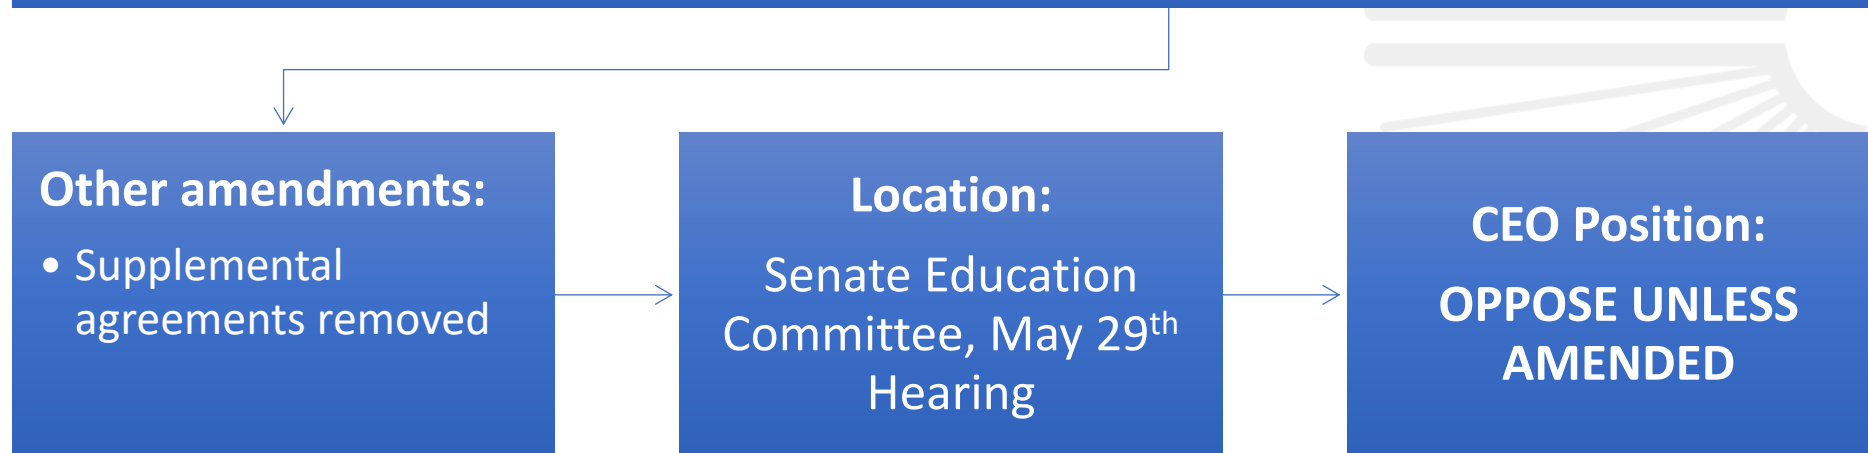 Other amendments:
• Supplemental
agreements removed
Location:
Senate Education
Committee, May 29th
Hearing
CEO Position:
OPPOSE UNLESS
AMENDED